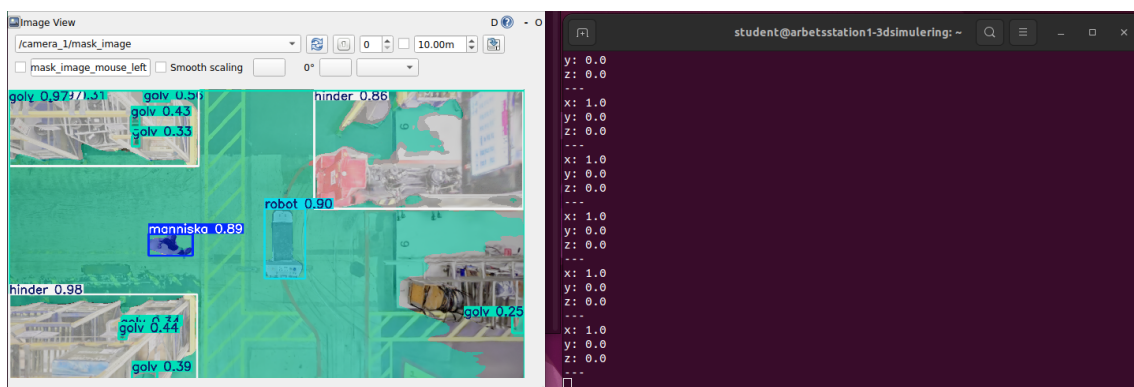 Image View
D
- O
/camera_1/mask_image
0
10.00m
mask_image_mouse_left
Smooth scaling
0°
golv 0.97
golv 0.43
golv 0.33
hinder 0.86
robot 0.90
manniska 0.89
hinder 0.98
golv 0.44
golv 0.39
golv 0.25
student@arbetsstation1-3dsimulering: ~
y: 0.0
z: 0.0
---
x: 1.0
y: 0.0
z: 0.0
---
x: 1.0
y: 0.0
z: 0.0
---
x: 1.0
y: 0.0
z: 0.0
---
x: 1.0
y: 0.0
z: 0.0
---
x: 1.0
y: 0.0
z: 0.0
---